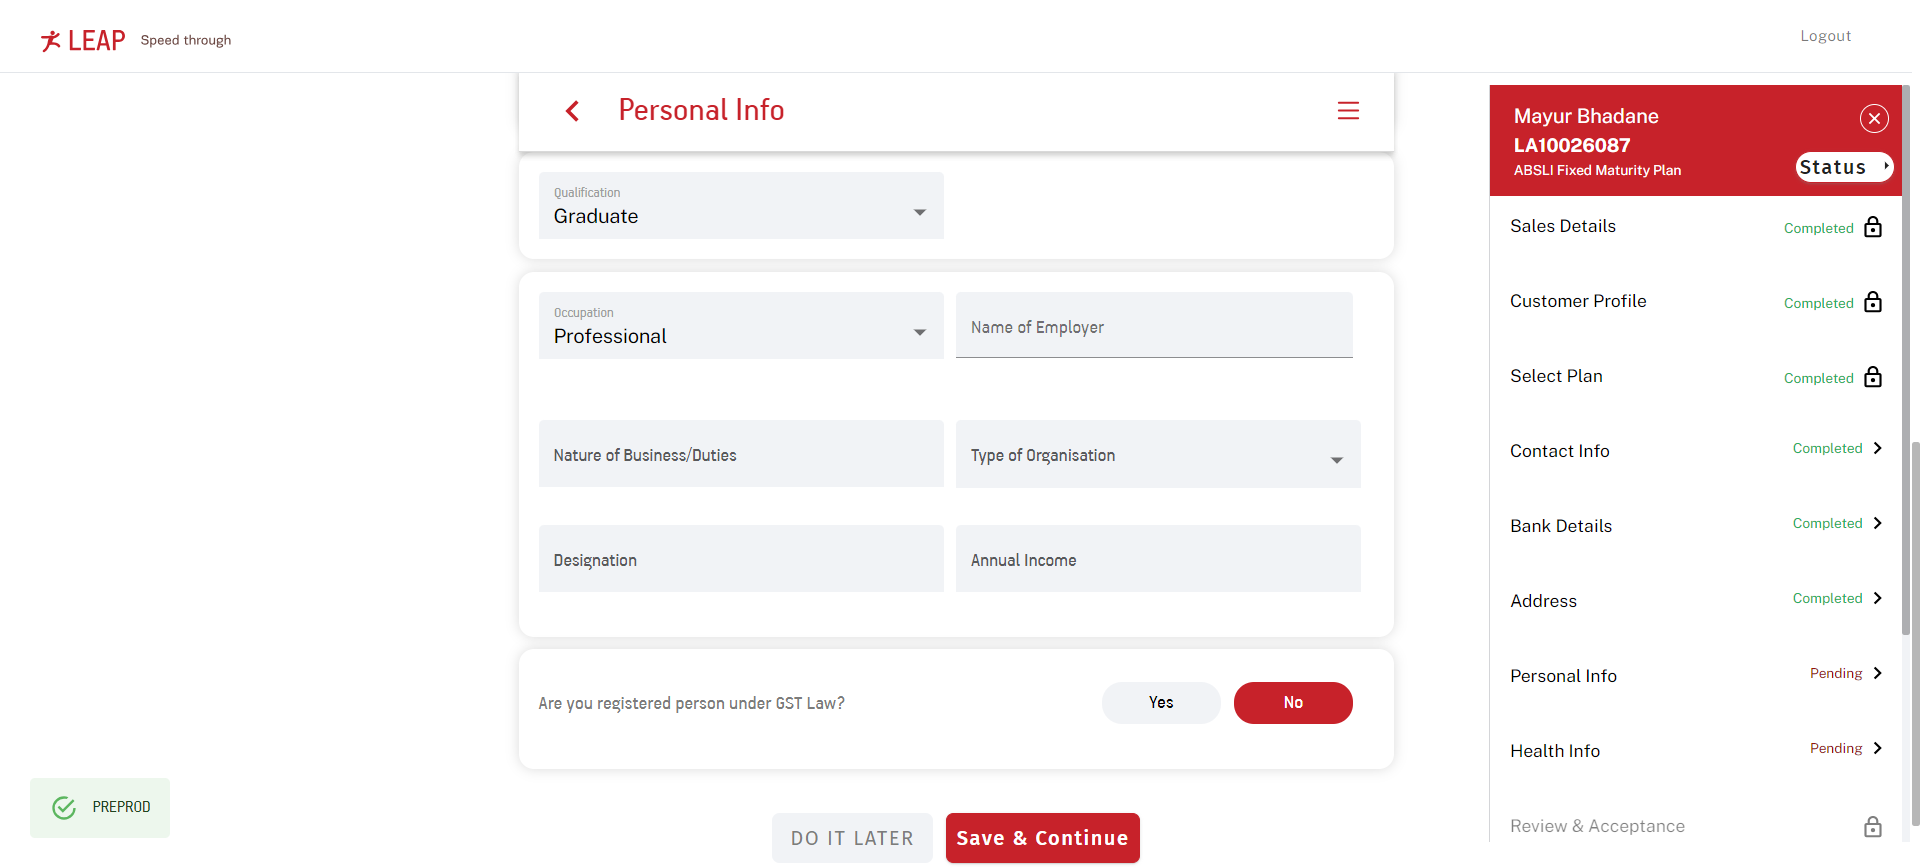 LEAP Speed through
Logout
Personal Info
Qualification
Graduate
Occupation
Professional
Name of Employer
Nature of Business/Duties
Type of Organisation
Designation
Annual Income
Are you registered person under GST Law?
Yes
No
PREPROD
DO IT LATER
Save & Continue
Mayur Bhadane
LA10026087
ABSLI Fixed Maturity Plan
Status
Sales Details Completed
Customer Profile Completed
Select Plan Completed
Contact Info Completed
Bank Details Completed
Address Completed
Personal Info Pending
Health Info Pending
Review & Acceptance